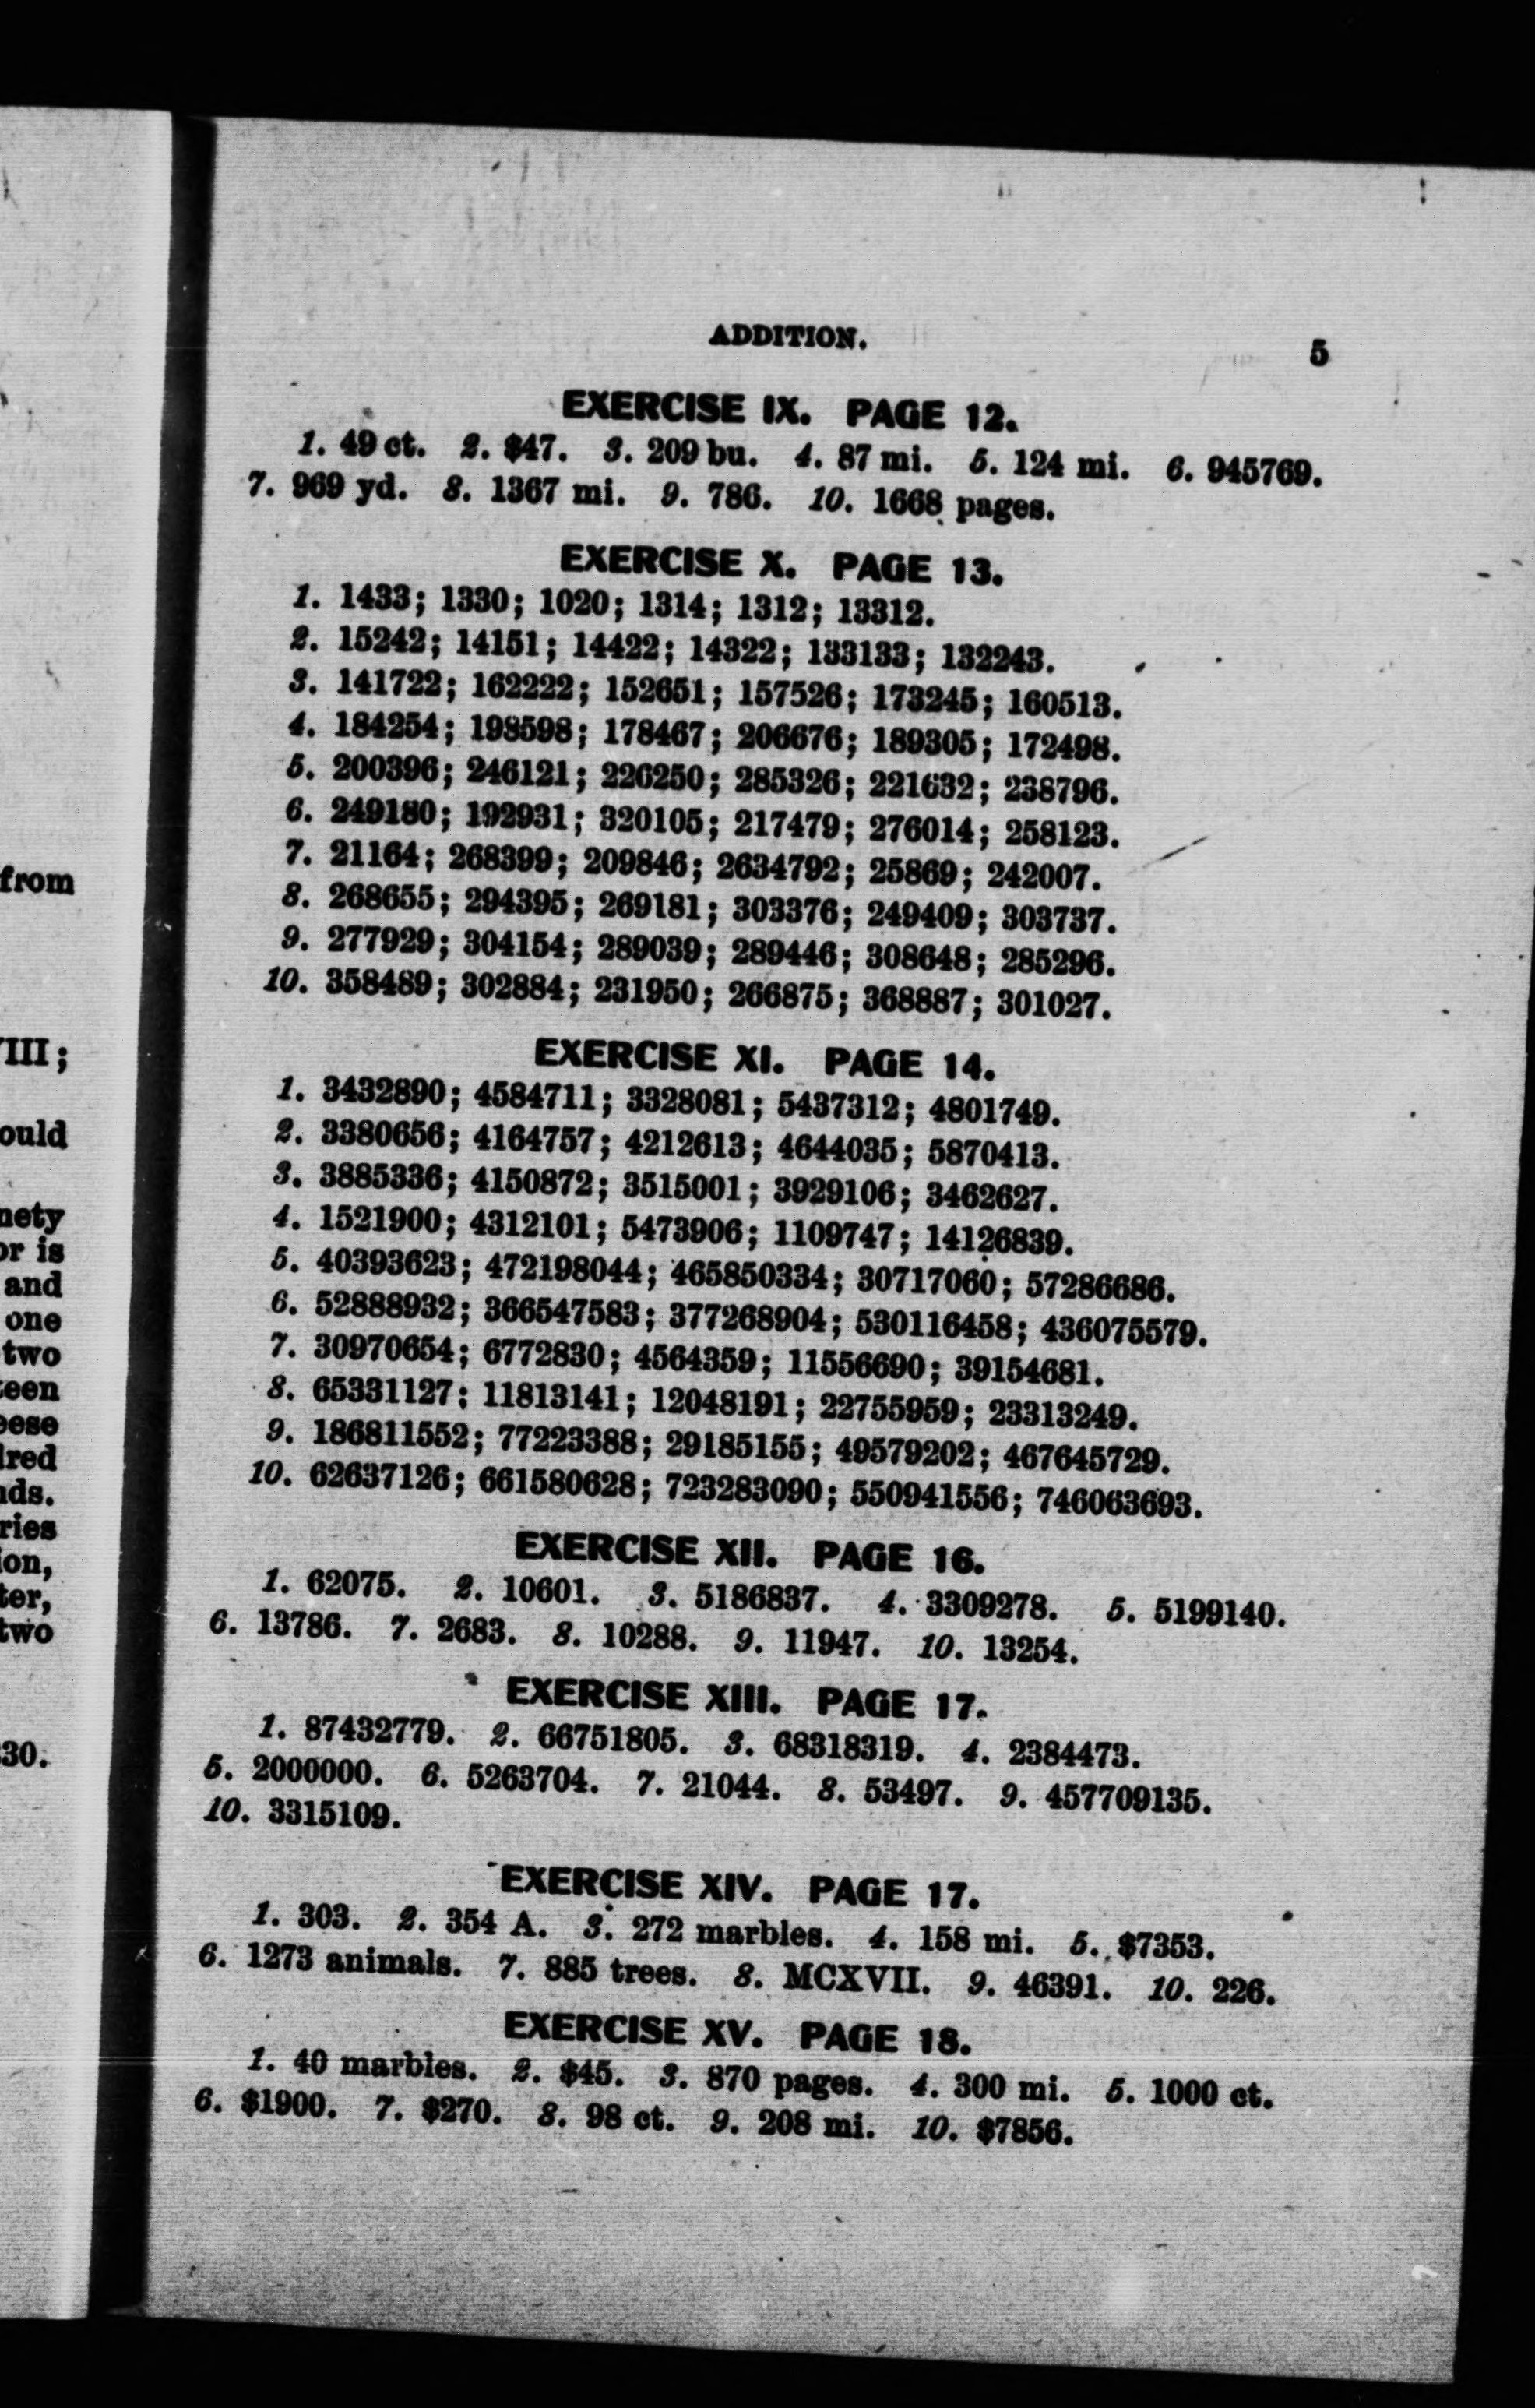 ADDITION. 5
EXERCISE IX. PAGE 12.
1. 49 ct. 2. $47. 3. 209 bu. 4. 87 mi. 5. 124 mi. 6. 945769.
7. 969 yd. 8. 1367 mi. 9. 786. 10. 1668 pages.
EXERCISE X. PAGE 13.
1. 1433; 1330; 1020; 1314; 1312; 13312.
2. 15242; 14151; 14422; 14322; 133133; 132243.
3. 141722; 162222; 152651; 157526; 173245; 160513.
4. 184254; 198598; 178467; 206676; 189305; 172498.
5. 200396; 246121; 226250; 285326; 221632; 238796.
6. 249180; 192931; 320105; 217479; 276014; 258123.
7. 21164; 268399; 209846; 2634792; 25869; 242007.
8. 268655; 294395; 269181; 303376; 249409; 303737.
9. 277929; 304154; 289039; 289446; 308648; 285296.
10. 358489; 302884; 231950; 266875; 368887; 301027.
EXERCISE XI. PAGE 14.
1. 3432890; 4584711; 3328081; 5437312; 4801749.
2. 3380656; 4164757; 4212613; 4644035; 5870413.
3. 3885336; 4150872; 3515001; 3929106; 3462627.
4. 1521900; 4312101; 5473906; 1109747; 14126839.
5. 40393623; 472198044; 465850334; 30717060; 57286686.
6. 52888932; 366547583; 377268904; 530116458; 436075579.
7. 30970654; 6772830; 4564359; 11556690; 39154681.
8. 65331127; 11813141; 12048191; 22755959; 23313249.
9. 186811552; 77223388; 29185155; 49579202; 467645729.
10. 62637126; 661580628; 723283090; 550941556; 746063693.
EXERCISE XII. PAGE 16.
1. 62075. 2. 10601. 3. 5186837. 4. 3309278. 5. 5199140.
6. 13786. 7. 2683. 8. 10288. 9. 11947. 10. 13254.
EXERCISE XIII. PAGE 17.
1. 87432779. 2. 66751805. 3. 68318319. 4. 2384473.
5. 2000000. 6. 5263704. 7. 21044. 8. 53497. 9. 457709135.
10. 3315109.
EXERCISE XIV. PAGE 17.
1. 303. 2. 354 A. 3. 272 marbles. 4. 158 mi. 5. $7353.
6. 1273 animals. 7. 885 trees. 8. MCXVII. 9. 46391. 10. 226.
EXERCISE XV. PAGE 18.
1. 40 marbles. 2. $45. 3. 870 pages. 4. 300 mi. 5. 1000 ct.
6. $1900. 7. $270. 8. 98 ct. 9. 208 mi. 10. $7856.
from
III;
ould
nety
or is
and
one
two
een
eese
red
ds.
ries
ion,
ter,
two
30.